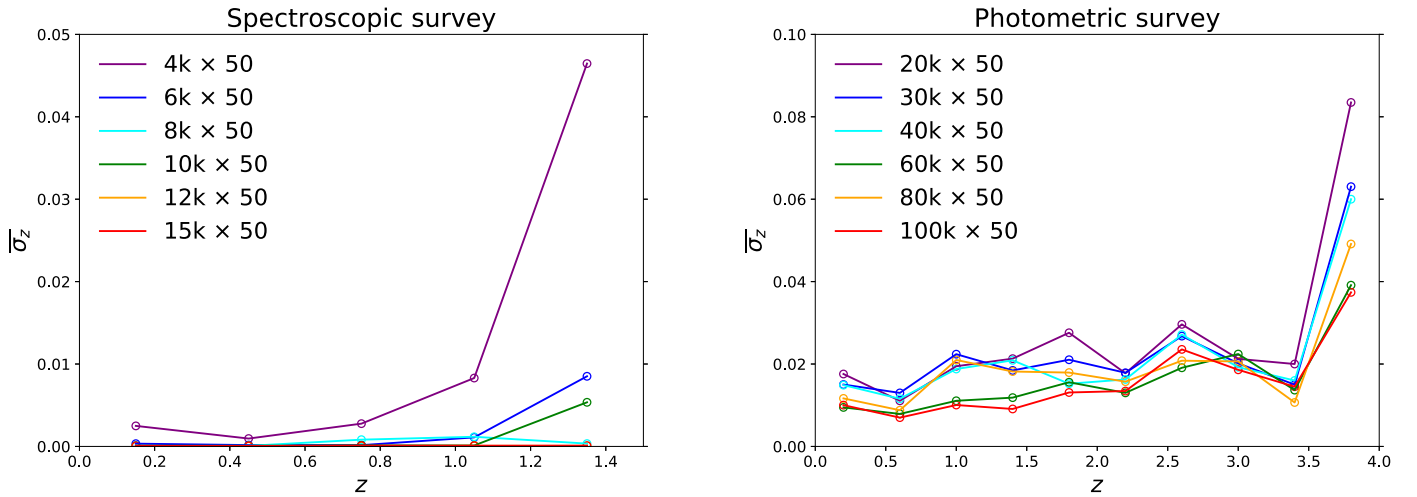 Spectroscopic survey
0.05
0.04
0.03
0.02
0.01
0.00
σz
4k × 50
6k × 50
8k × 50
10k × 50
12k × 50
15k × 50
0.0 0.2 0.4 0.6 0.8 1.0 1.2 1.4
z
Photometric survey
0.10
0.08
0.06
0.04
0.02
0.00
σz
20k × 50
30k × 50
40k × 50
60k × 50
80k × 50
100k × 50
0.0 0.5 1.0 1.5 2.0 2.5 3.0 3.5 4.0
z